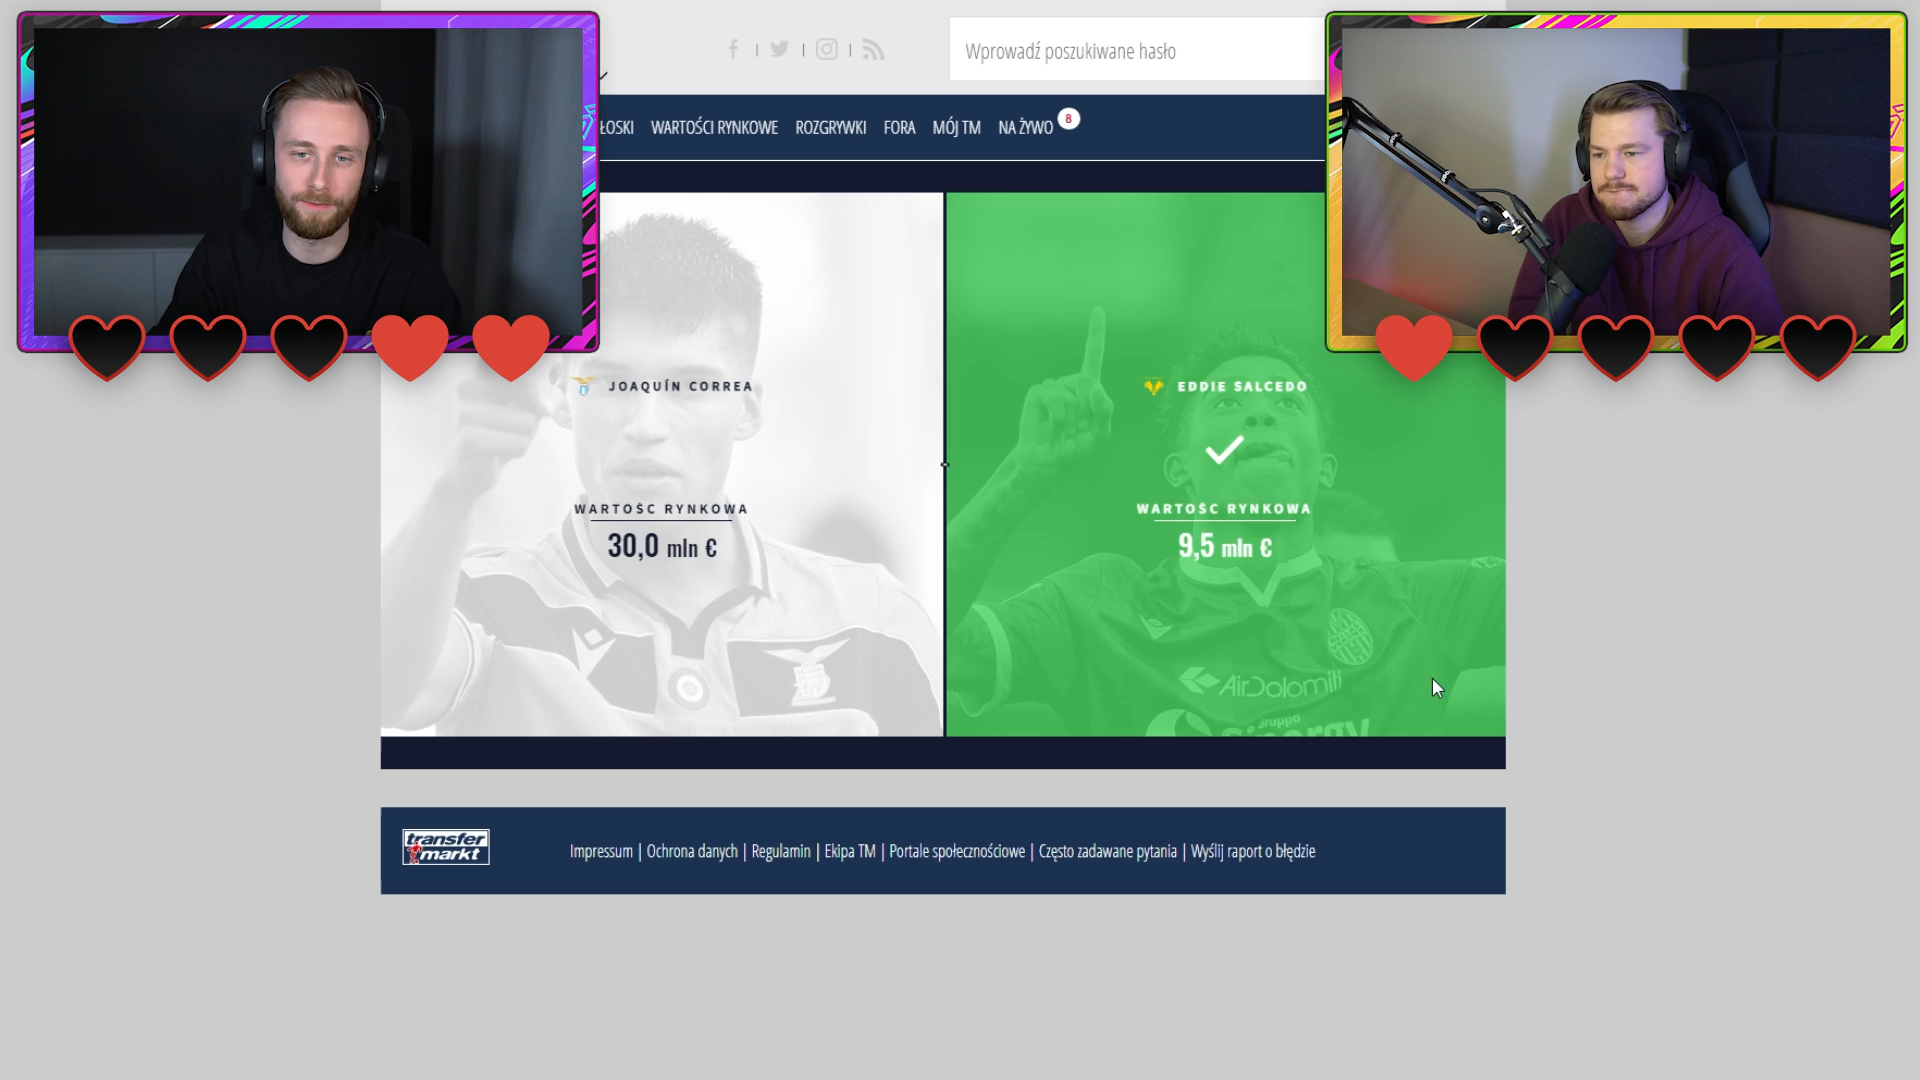 Wprowadź poszukiwane hasło
ŁOSKI WARTOŚCI RYNKOWE ROZGRYWKI FORA MÓJ TM NA ŻYWO 8
JOAQUÍN CORREA
WARTOŚC RYNKOWA
30,0 mln €
EDDIE SALCEDO
WARTOŚC RYNKOWA
9,5 mln €
AirDolomiti
Gruppo
Sinergy
transfer
markt
Impressum | Ochrona danych | Regulamin | Ekipa TM | Portale społecznościowe | Często zadawane pytania | Wyślij raport o błędzie